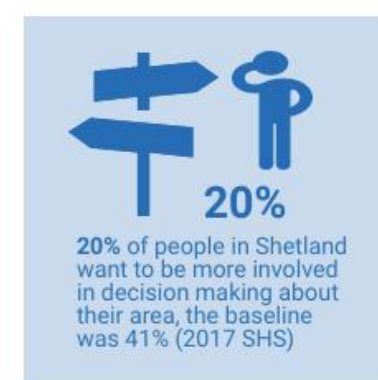 20%
20% of people in Shetland
want to be more involved
in decision making about
their area, the baseline
was 41% (2017 SHS)